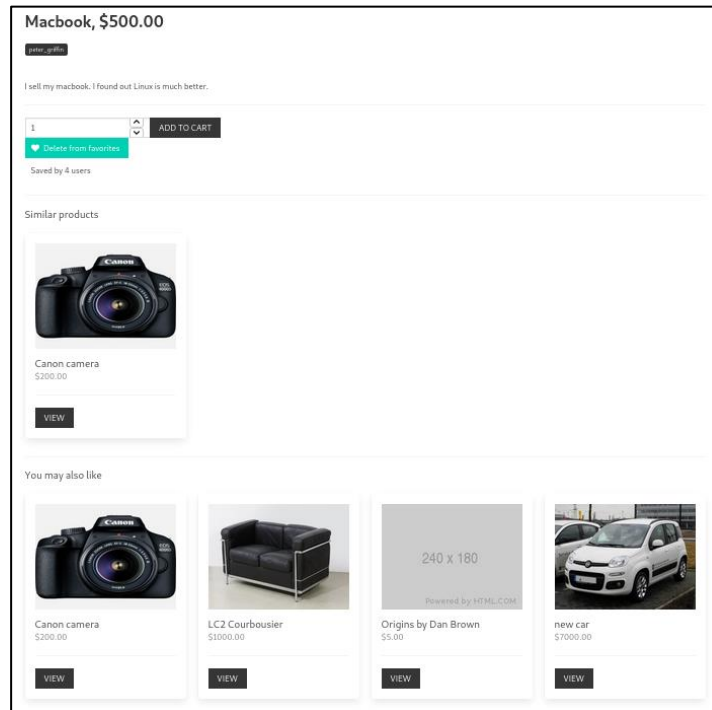 Macbook, $500.00
peter_griffin
I sell my macbook. I found out Linux is much better.
1
ADD TO CART
Delete from favorites
Saved by 4 users
Similar products
Canon
EOS
4000D
Canon camera
$200.00
VIEW
You may also like
Canon
Canon camera
$200.00
VIEW
LC2 Courbousier
$1000.00
VIEW
240 x 180
Powered by HTML.COM
Origins by Dan Brown
$5.00
VIEW
new car
$7000.00
VIEW